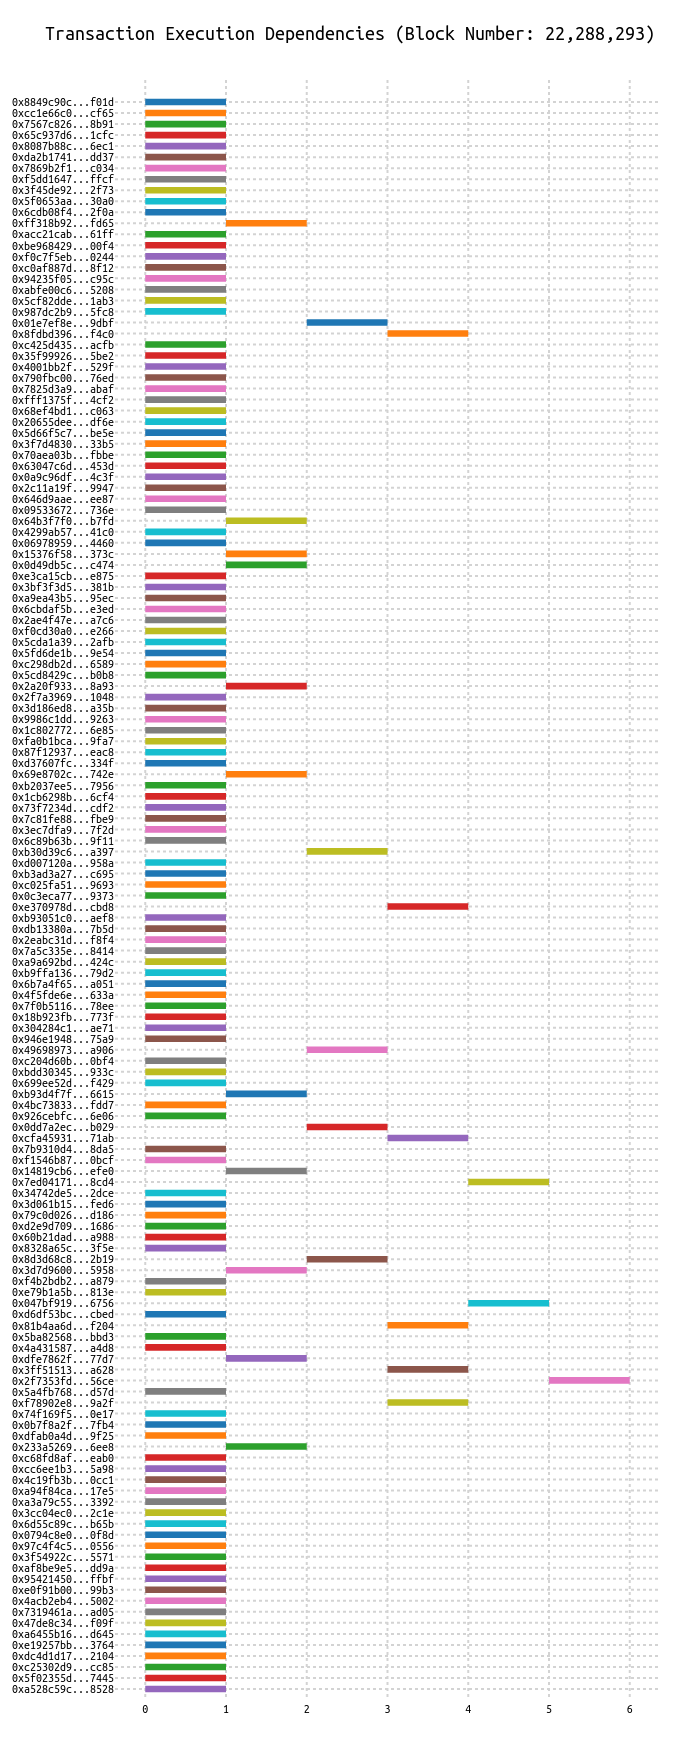 Transaction Execution Dependencies (Block Number: 22,288,293)
0x8849c90c...f01d
0xcc1e66c0...cf65
0x7567c826...8b91
0x65c937d6...1cfc
0x8087b88c...6ec1
0xda2b1741...dd37
0x7869b2f1...c034
0xf5dd1647...ffcf
0x3f45de92...2f73
0x5f0653aa...30a0
0x6cdb08f4...2f0a
0xff318b92...fd65
0xacc21cab...61ff
0xbe968429...00f4
0xf0c7f5eb...0244
0xc0af887d...8f12
0x94235f05...c95c
0xabfe00c6...5208
0x5cf82dde...1ab3
0x987dc2b9...5fc8
0x01e7ef8e...9dbf
0x8fdbd396...f4c0
0xc425d435...acfb
0x35f99926...5be2
0x4001bb2f...529f
0x790fbc00...76ed
0x7825d3a9...abaf
0xfff1375f...4cf2
0x68ef4bd1...c063
0x20655dee...df6e
0x5d66f5c7...be5e
0x3f7d4830...33b5
0x70aea03b...fbbe
0x63047c6d...453d
0x0a9c96df...4c3f
0x2c11a19f...9947
0x646d9aae...ee87
0x09533672...736e
0x64b3f7f0...b7fd
0x4299ab57...41c0
0x06978959...4460
0x15376f58...373c
0x0d49db5c...c474
0xe3ca15cb...e875
0x3bf3f3d5...381b
0xa9ea43b5...95ec
0x6cbdaf5b...e3ed
0x2ae4f47e...a7c6
0xf0cd30a0...e266
0x5cda1a39...2afb
0x5fd6de1b...9e54
0xc298db2d...6589
0x5cd8429c...b0b8
0x2a20f933...8a93
0x2f7a3969...1048
0x3d186ed8...a35b
0x9986c1dd...9263
0x1c802772...6e85
0xfa0b1bca...9fa7
0x87f12937...eac8
0xd37607fc...334f
0x69e8702c...742e
0xb2037ee5...7956
0x1cb6298b...6cf4
0x73f7234d...cdf2
0x7c81fe88...fbe9
0x3ec7dfa9...7f2d
0x6c89b63b...9f11
0xb30d39c6...a397
0xd007120a...958a
0xb3ad3a27...c695
0xc025fa51...9693
0x0c3eca77...9373
0xe370978d...cbd8
0xb93051c0...aef8
0xdb13380a...7b5d
0x2eabc31d...f8f4
0x7a5c335e...8414
0xa9a692bd...424c
0xb9ffa136...79d2
0x6b7a4f65...a051
0x4f5fde6e...633a
0x7f0b5116...78ee
0x18b923fb...773f
0x304284c1...ae71
0x946e1948...75a9
0x49698973...a906
0xc204d60b...0bf4
0xbdd30345...933c
0x699ee52d...f429
0xb93d4f7f...6615
0x4bc73833...fdd7
0x926cebfc...6e06
0x0dd7a2ec...b029
0xcfa45931...71ab
0x7b9310d4...8da5
0xf1546b87...0bcf
0x14819cb6...efe0
0x7ed04171...8cd4
0x34742de5...2dce
0x3d061b15...fed6
0x79c0d026...d186
0xd2e9d709...1686
0x60b21dad...a988
0x8328a65c...3f5e
0x8d3d68c8...2b19
0x3d7d9600...5958
0xf4b2bdb2...a879
0xe79b1a5b...813e
0x047bf919...6756
0xd6df53bc...cbed
0x81b4aa6d...f204
0x5ba82568...bbd3
0x4a431587...a4d8
0xdfe7862f...77d7
0x3ff51513...a628
0x2f7353fd...56ce
0x5a4fb768...d57d
0xf78902e8...9a2f
0x74f169f5...0e17
0x0b7f8a2f...7fb4
0xdfab0a4d...9f25
0x233a5269...6ee8
0xc68fd8af...eab0
0xcc6ee1b3...5a98
0x4c19fb3b...0cc1
0xa94f84ca...17e5
0xa3a79c55...3392
0x3cc04ec0...2c1e
0x6d55c89c...b65b
0x0794c8e0...0f8d
0x97c4f4c5...0556
0x3f54922c...5571
0xaf8be9e5...dd9a
0x95421450...ffbf
0xe0f91b00...99b3
0x4acb2eb4...5002
0x7319461a...ad05
0x47de8c34...f09f
0xa6455b16...d645
0xe19257bb...3764
0xdc4d1d17...2104
0xc25302d9...cc85
0x5f02355d...7445
0xa528c59c...8528
0 1 2 3 4 5 6